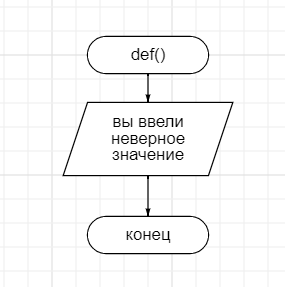 def()
вы ввели
неверное
значение
конец